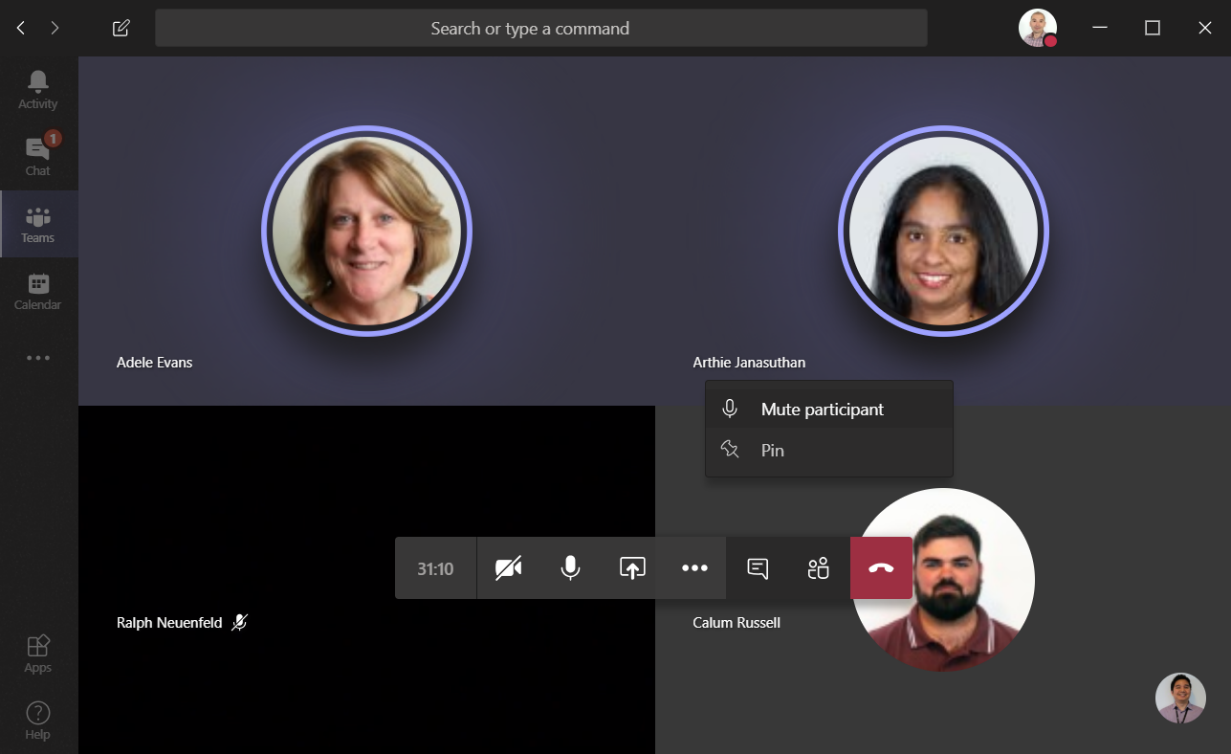 Search or type a command
Activity
1
Chat
Teams
Calendar
Adele Evans
Arthie Janasuthan
Mute participant
Pin
31:10
Ralph Neuenfeld
Calum Russell
Apps
?
Help